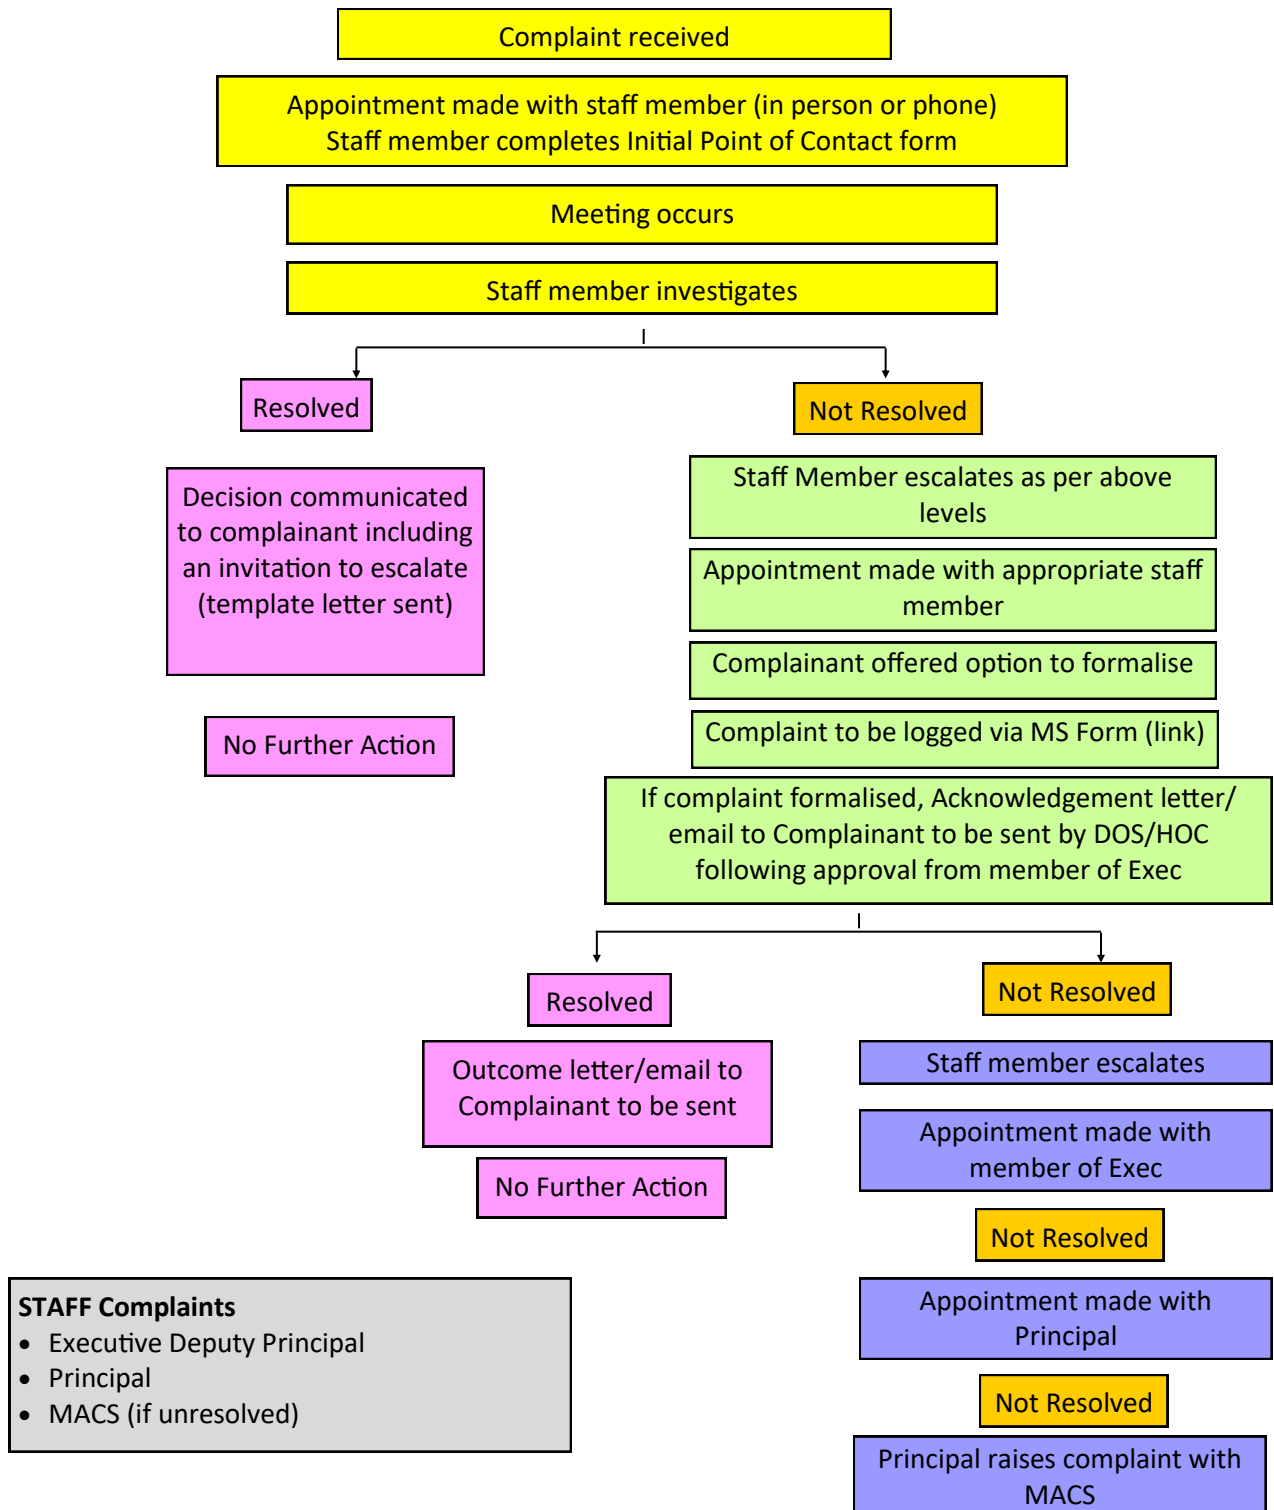 Complaint received
Appointment made with staff member (in person or phone)
Staff member completes Initial Point of Contact form
Meeting occurs
Staff member investigates
Resolved
Not Resolved
Decision communicated
to complainant including
an invitation to escalate
(template letter sent)
No Further Action
Staff Member escalates as per above
levels
Appointment made with appropriate staff
member
Complainant offered option to formalise
Complaint to be logged via MS Form (link)
If complaint formalised, Acknowledgement letter/
email to Complainant to be sent by DOS/HOC
following approval from member of Exec
Resolved
Not Resolved
Outcome letter/email to
Complainant to be sent
No Further Action
Staff member escalates
Appointment made with
member of Exec
Not Resolved
Appointment made with
Principal
Not Resolved
Principal raises complaint with
MACS
STAFF Complaints
• Executive Deputy Principal
• Principal
• MACS (if unresolved)